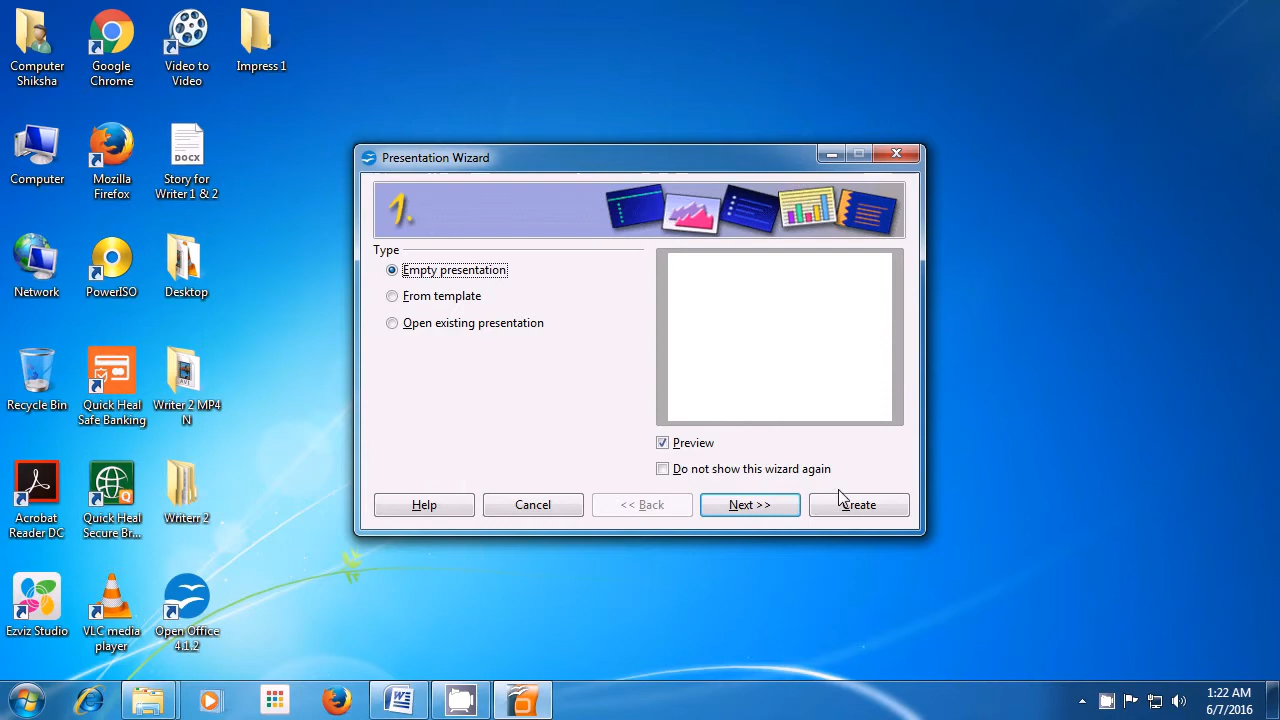 Computer
Shiksha
Google
Chrome
Video to
Video
Impress 1
Computer
Mozilla
Firefox
DOCX
Story for
Writer 1 & 2
Network
PowerISO
Desktop
Recycle Bin
Quick Heal
Safe Banking
Writer 2 MP4
N
Acrobat
Reader DC
Quick Heal
Secure Br...
Writerr 2
Ezviz Studio
VLC media
player
Open Office
4.1.2
Presentation Wizard
1.
Type
Empty presentation
From template
Open existing presentation
Preview
Do not show this wizard again
Help
Cancel
<< Back
Next >>
Create
1:22 AM
6/7/2016